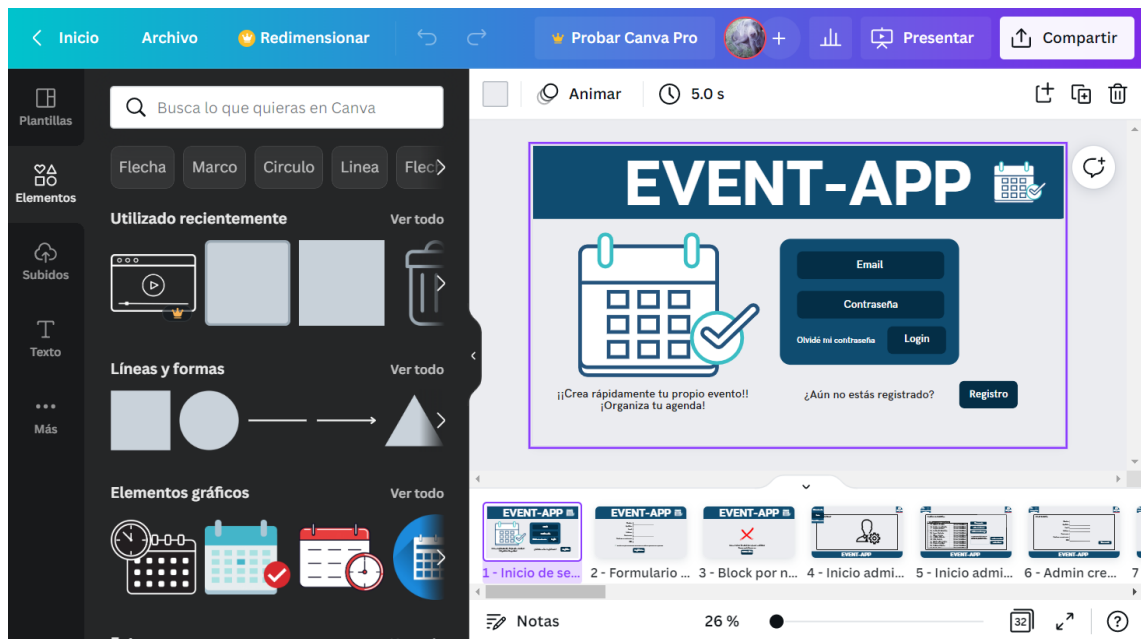 Inicio
Archivo
Redimensionar
Probar Canva Pro
Presentar
Compartir
Plantillas
Elementos
Subidos
Texto
Más
Busca lo que quieras en Canva
Flecha
Marco
Circulo
Linea
Flec
Utilizado recientemente
Ver todo
Líneas y formas
Ver todo
Elementos gráficos
Ver todo
Animar
5.0 s
EVENT-APP
Email
Contraseña
Olvidé mi contraseña
Login
¡¡Crea rápidamente tu propio evento!!
¡Organiza tu agenda!
¿Aún no estás registrado?
Registro
EVENT-APP
EVENT-APP
EVENT-APP
EVENT-APP
EVENT-APP
EVENT-APP
1 - Inicio de se...
2 - Formulario ...
3 - Block por n...
4 - Inicio admi...
5 - Inicio admi...
6 - Admin cre...
7
Notas
26 %
32